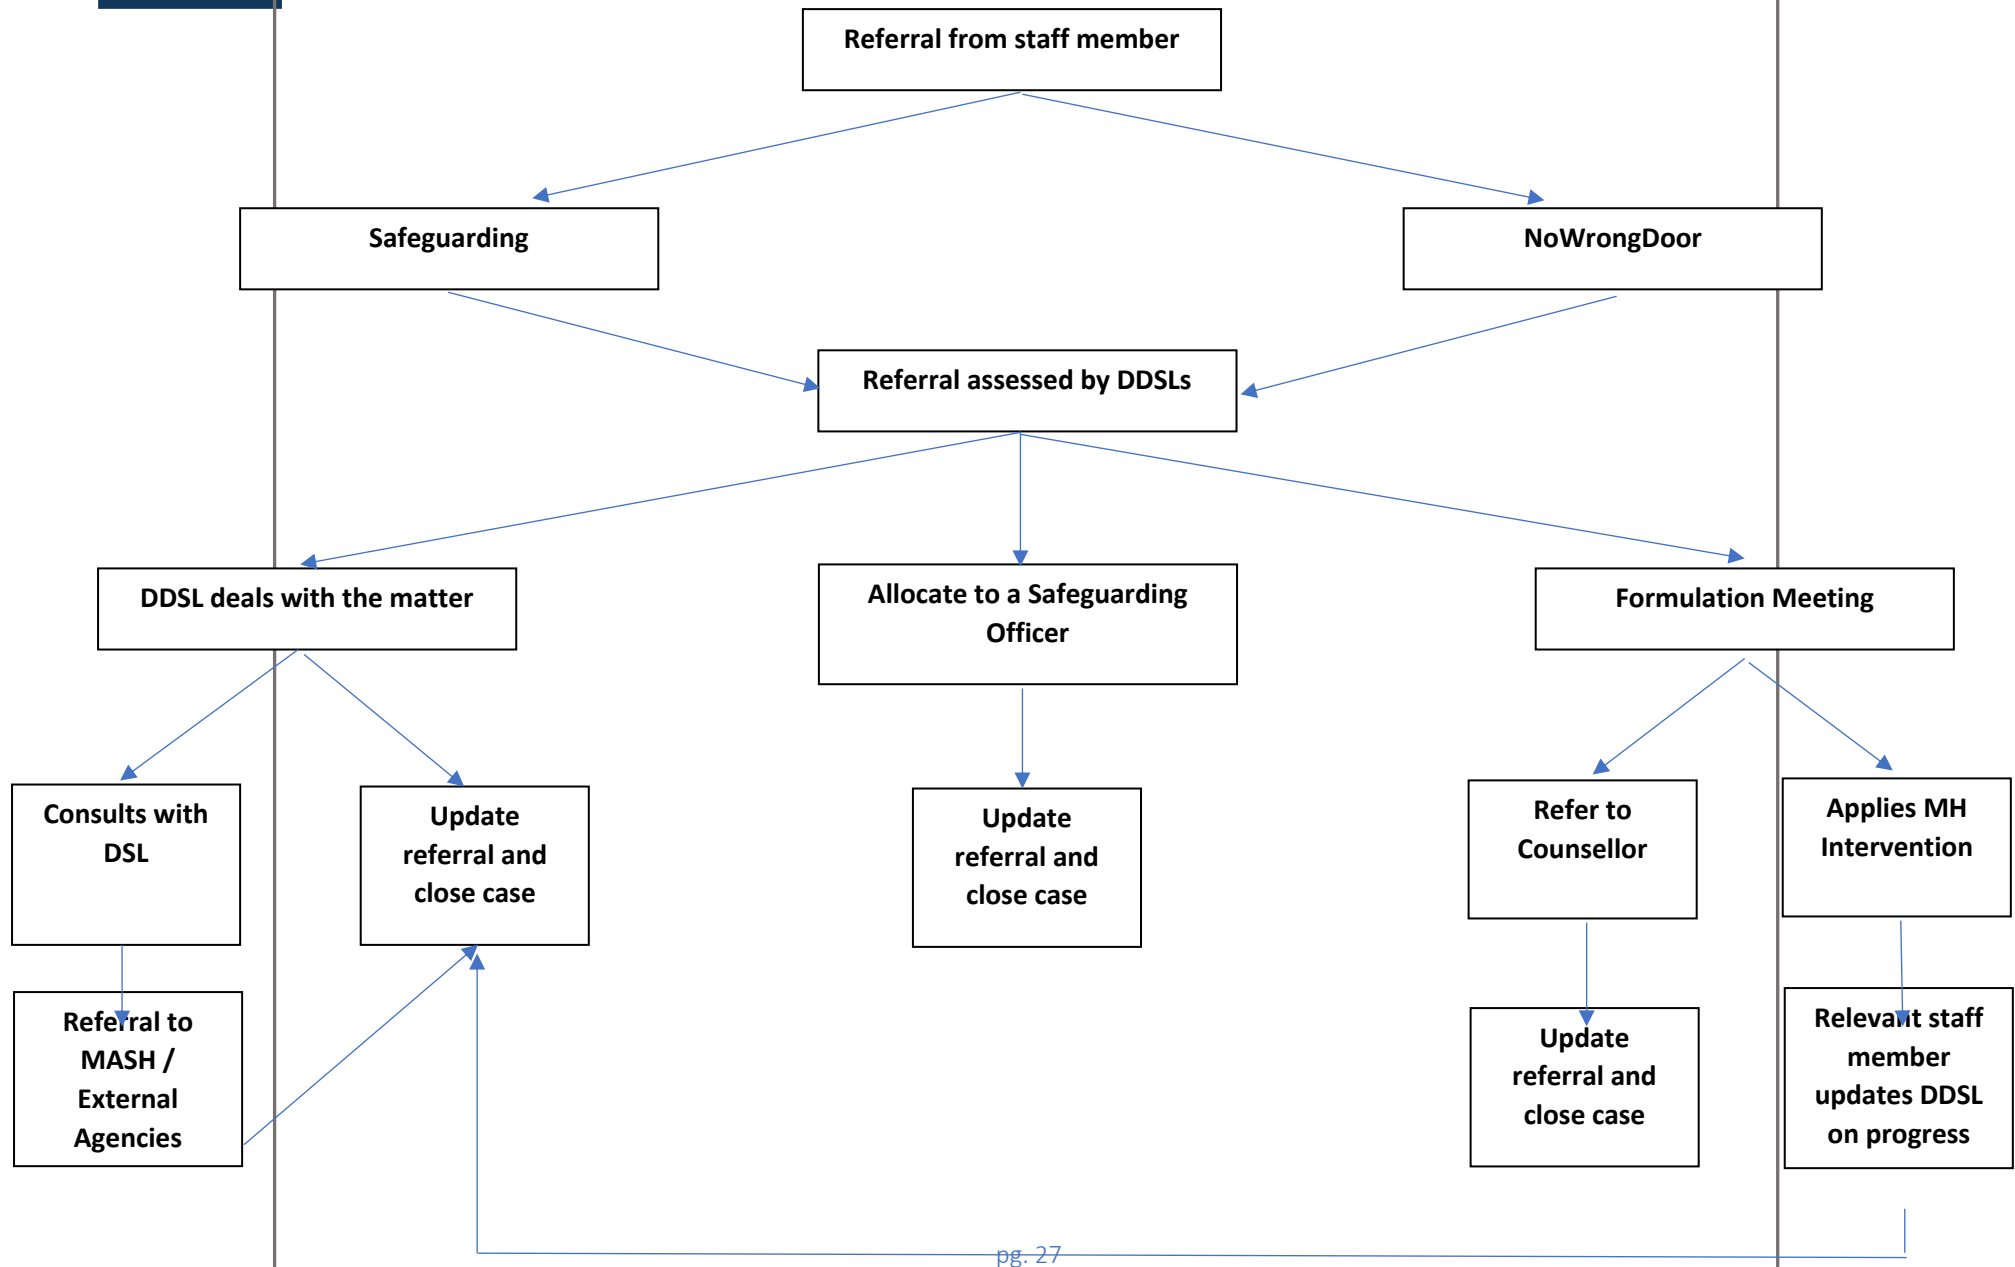 Referral from staff member
Safeguarding
NoWrongDoor
Referral assessed by DDSLs
DDSL deals with the matter
Allocate to a Safeguarding
Officer
Formulation Meeting
Consults with
DSL
Update
referral and
close case
Update
referral and
close case
Refer to
Counsellor
Applies MH
Intervention
Referral to
MASH /
External
Agencies
Update
referral and
close case
Relevant staff
member
updates DDSL
on progress
pg. 27